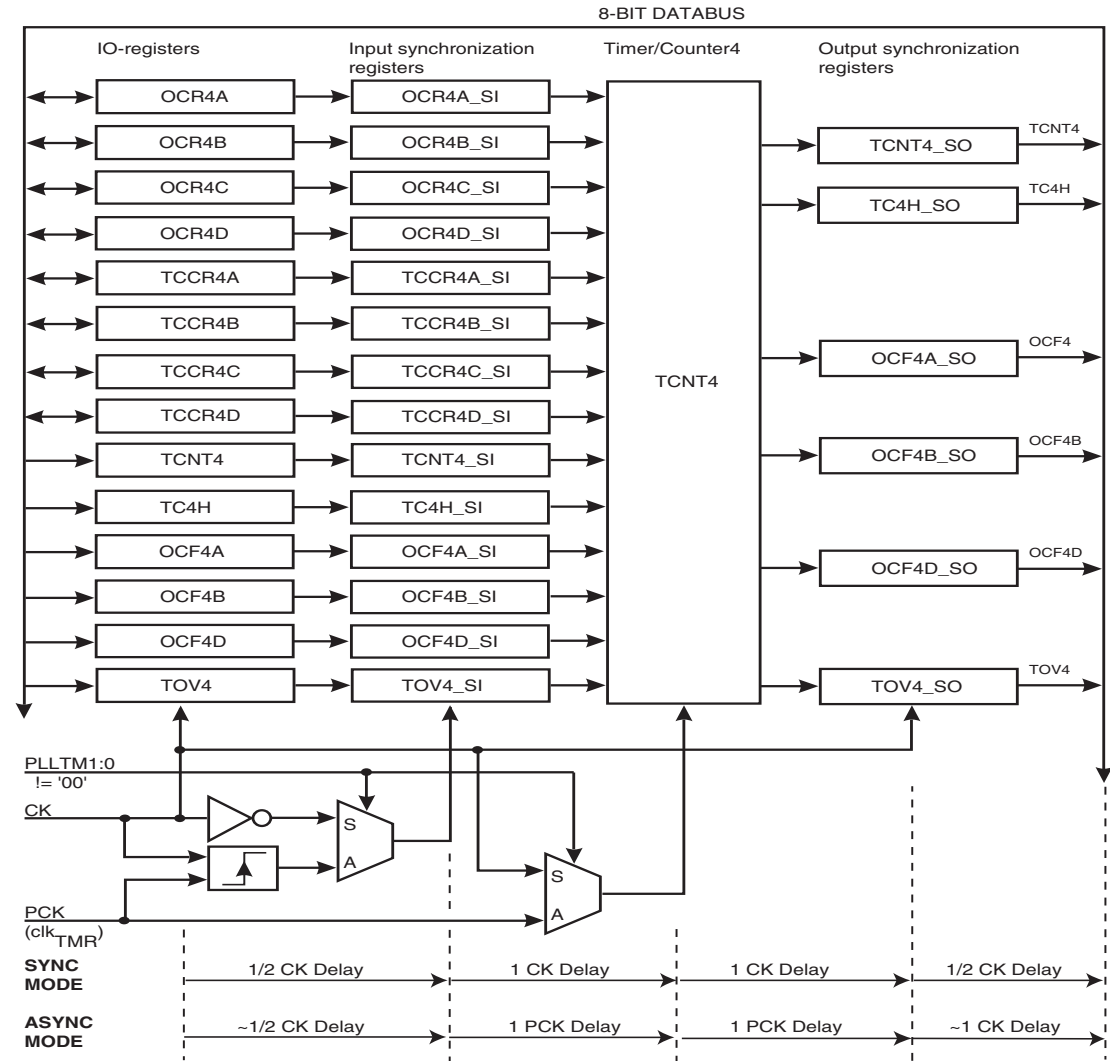 8-BIT DATABUS
IO-registers
Input synchronization
registers
Timer/Counter4
Output synchronization
registers
OCR4A
OCR4A_SI
OCR4B
OCR4B_SI
TCNT4_SO
TCNT4
OCR4C
OCR4C_SI
TC4H_SO
TC4H
OCR4D
OCR4D_SI
TCCR4A
TCCR4A_SI
TCCR4B
TCCR4B_SI
OCF4A_SO
OCF4
TCCR4C
TCCR4C_SI
TCNT4
TCCR4D
TCCR4D_SI
TCNT4
TCNT4_SI
OCF4B_SO
OCF4B
TC4H
TC4H_SI
OCF4A
OCF4A_SI
OCF4D_SO
OCF4D
OCF4B
OCF4B_SI
OCF4D
OCF4D_SI
TOV4
TOV4_SI
TOV4_SO
TOV4
PLLTM1:0
!= '00'
CK
S
A
S
A
PCK
(clkTMR)
SYNC
MODE
1/2 CK Delay
1 CK Delay
1 CK Delay
1/2 CK Delay
ASYNC
MODE
~1/2 CK Delay
1 PCK Delay
1 PCK Delay
~1 CK Delay